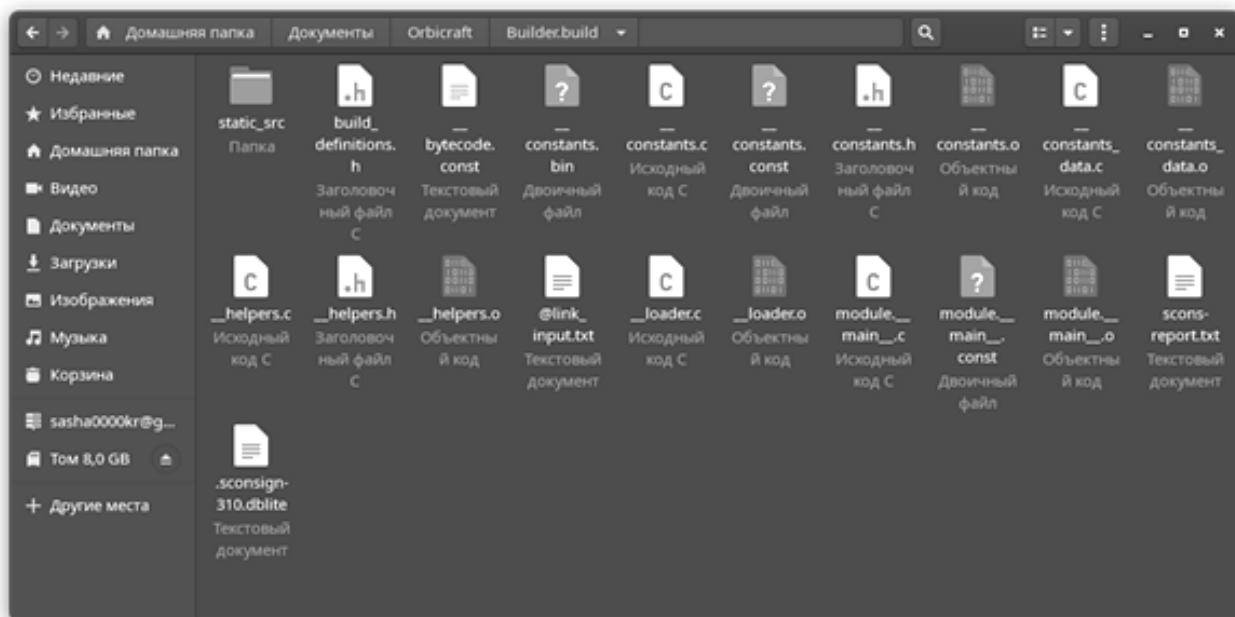 Домашняя папка Документы Orbicraft Builder.build
Недавние
Избранные
Домашняя папка
Видео
Документы
Загрузки
Изображения
Музыка
Корзина
sasha0000kr@g...
Том 8,0 GB
Другие места
static_src
Папка
build_
definitions.
h
Заголовоч
ный файл
C
__
bytecode.
const
Текстовый
документ
__
constants.
bin
Двоичный
файл
__
constants.c
Исходный
код C
__
constants.
const
Двоичный
файл
__
constants.h
Заголовоч
ный файл
C
__
constants.o
Объектны
й код
__
constants_
data.c
Исходный
код C
__
constants_
data.o
Объектны
й код
__helpers.c
Исходный
код C
__helpers.h
Заголовоч
ный файл
C
__helpers.o
Объектны
й код
@link_
input.txt
Текстовый
документ
__loader.c
Исходный
код C
__loader.o
Объектны
й код
module.__
main__.c
Исходный
код C
module.__
main__.
const
Двоичный
файл
module.__
main__.o
Объектны
й код
scons-
report.txt
Текстовый
документ
.sconsign-
310.dblite
Текстовый
документ